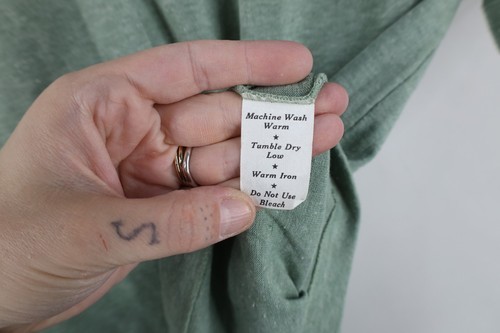 Machine Wash
Warm
★
Tumble Dry
Low
★
Warm Iron
★
Do Not Use
Bleach